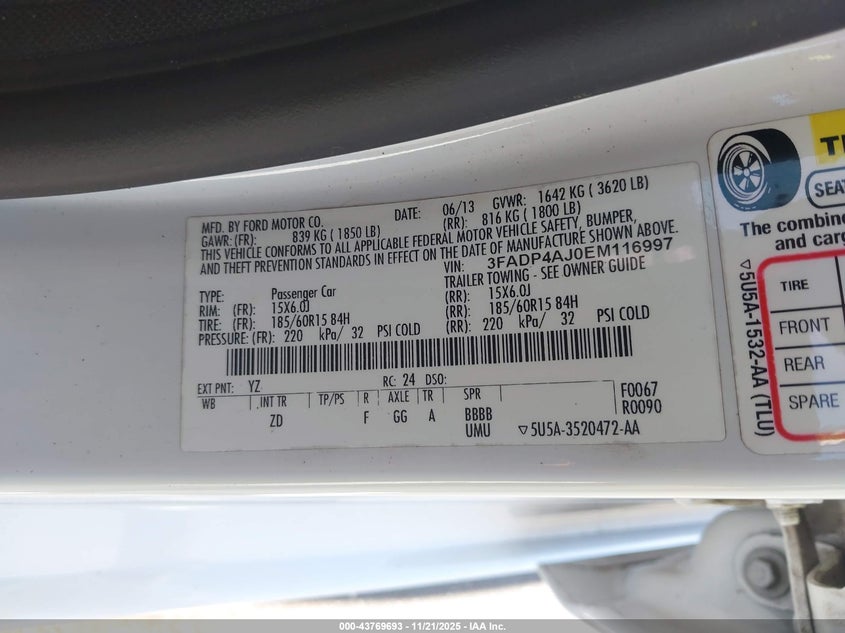 MFD. BY FORD MOTOR CO. DATE: 06/13 GVWR: 1642 KG ( 3620 LB)
GAWR: (FR): 839 KG ( 1850 LB) (RR): 816 KG ( 1800 LB)
THIS VEHICLE CONFORMS TO ALL APPLICABLE FEDERAL MOTOR VEHICLE SAFETY, BUMPER,
AND THEFT PREVENTION STANDARDS IN EFFECT ON THE DATE OF MANUFACTURE SHOWN ABOVE.
VIN: 3FADP4AJ0EM116997
TRAILER TOWING - SEE OWNER GUIDE
TYPE: Passenger Car
RIM: (FR): 15X6.0J (RR): 15X6.0J
TIRE: (FR): 185/60R15 84H (RR): 185/60R15 84H
PRESSURE: (FR): 220 kPa/ 32 PSI COLD (RR): 220 kPa/ 32 PSI COLD
EXT PNT: YZ RC: 24 DSO:
WB INT TR TP/PS R AXLE TR SPR F0067
ZD F GG A BBBB R0090
UMU ▽5U5A-3520472-AA
SEAT
The combine
and carg
TIRE
FRONT
REAR
SPARE
▽5U5A-1532-AA (TLU)
000-43769693 - 11/21/2025 - IAA Inc.